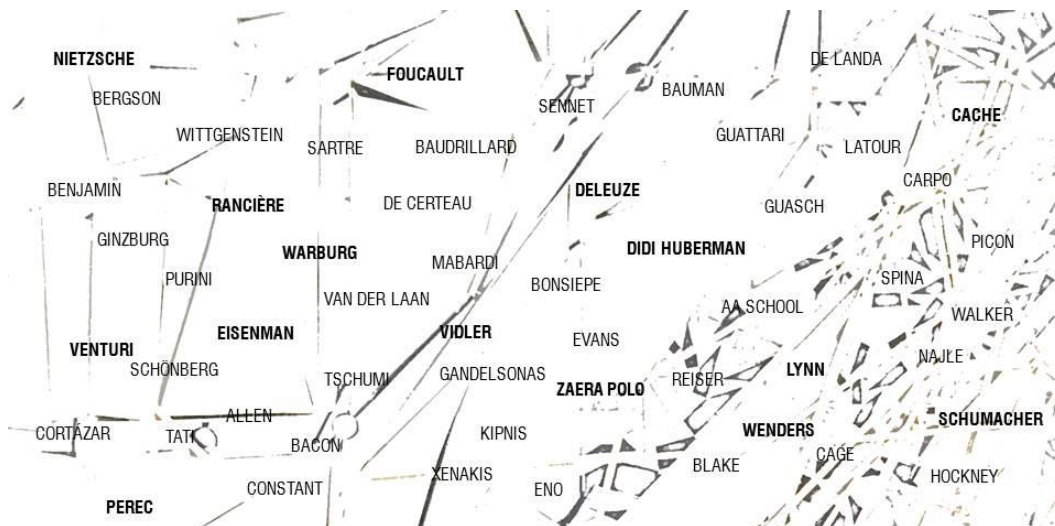 NIETZSCHE
FOUCAULT
DE LANDA
BERGSON
SENNET
BAUMAN
CACHE
WITTGENSTEIN
SARTRE
BAUDRILLARD
GUATTARI
LATOUR
BENJAMIN
RANCIÈRE
DE CERTEAU
DELEUZE
GUASCH
CARPO
GINZBURG
WARBURG
MABARDI
DIDI HUBERMAN
PICON
PURINI
VAN DER LAAN
BONSIEPE
AA SCHOOL
SPINA
WALKER
VENTURI
EISENMAN
VIDLER
EVANS
NAJLE
SCHÖNBERG
TSCHUMI
GANDELSONAS
ZAERA POLO
REISER
LYNN
CORTÁZAR
TATI
ALLEN
BACON
KIPNIS
WENDERS
SCHUMACHER
CONSTANT
XENAKIS
ENO
BLAKE
CAGE
HOCKNEY
PEREC